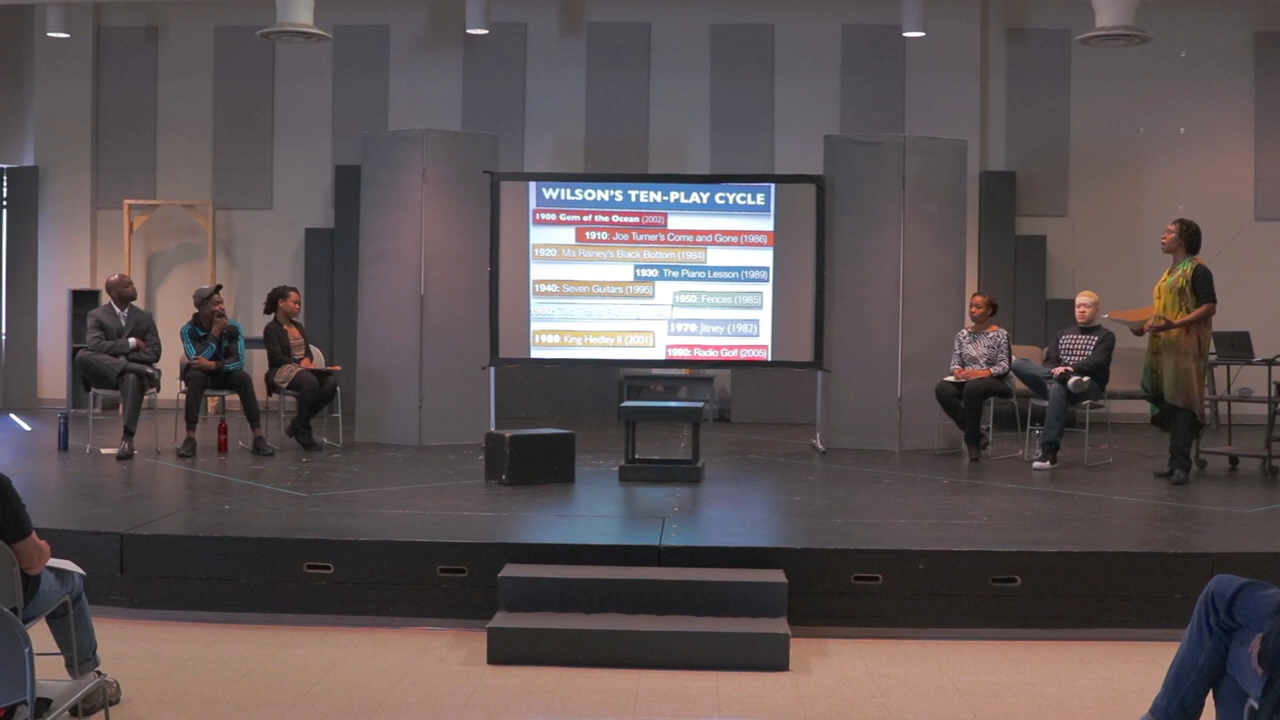 WILSON'S TEN-PLAY CYCLE
1900: Gem of the Ocean (2002)
1910: Joe Turner's Come and Gone (1986)
1920: Ma Rainey's Black Bottom (1984)
1930: The Piano Lesson (1989)
1940: Seven Guitars (1995)
1950: Fences (1985)
1970: Jitney (1982)
1980: King Hedley II (2001)
1990: Radio Golf (2005)